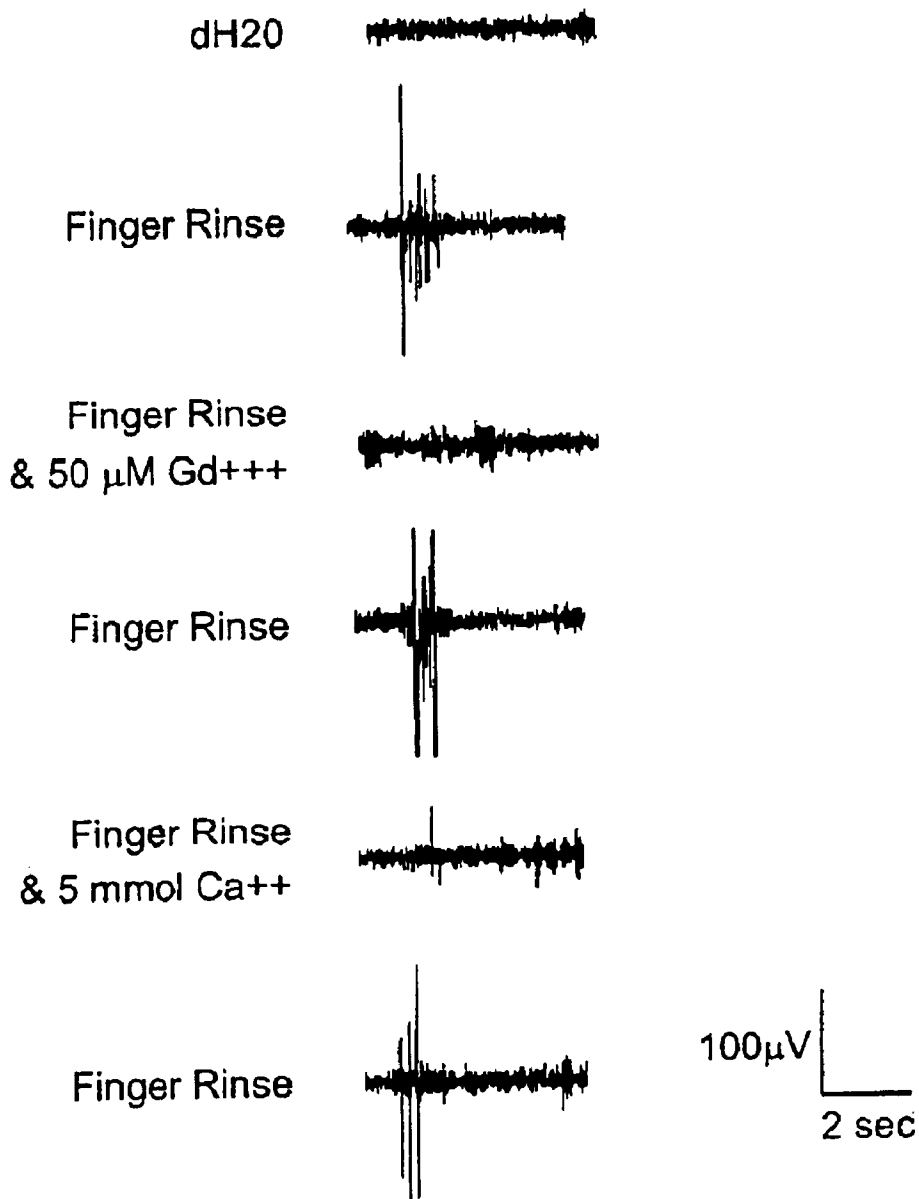 dH20
Finger Rinse
Finger Rinse
& 50 μM Gd+++
Finger Rinse
Finger Rinse
& 5 mmol Ca++
Finger Rinse
100μV
2 sec